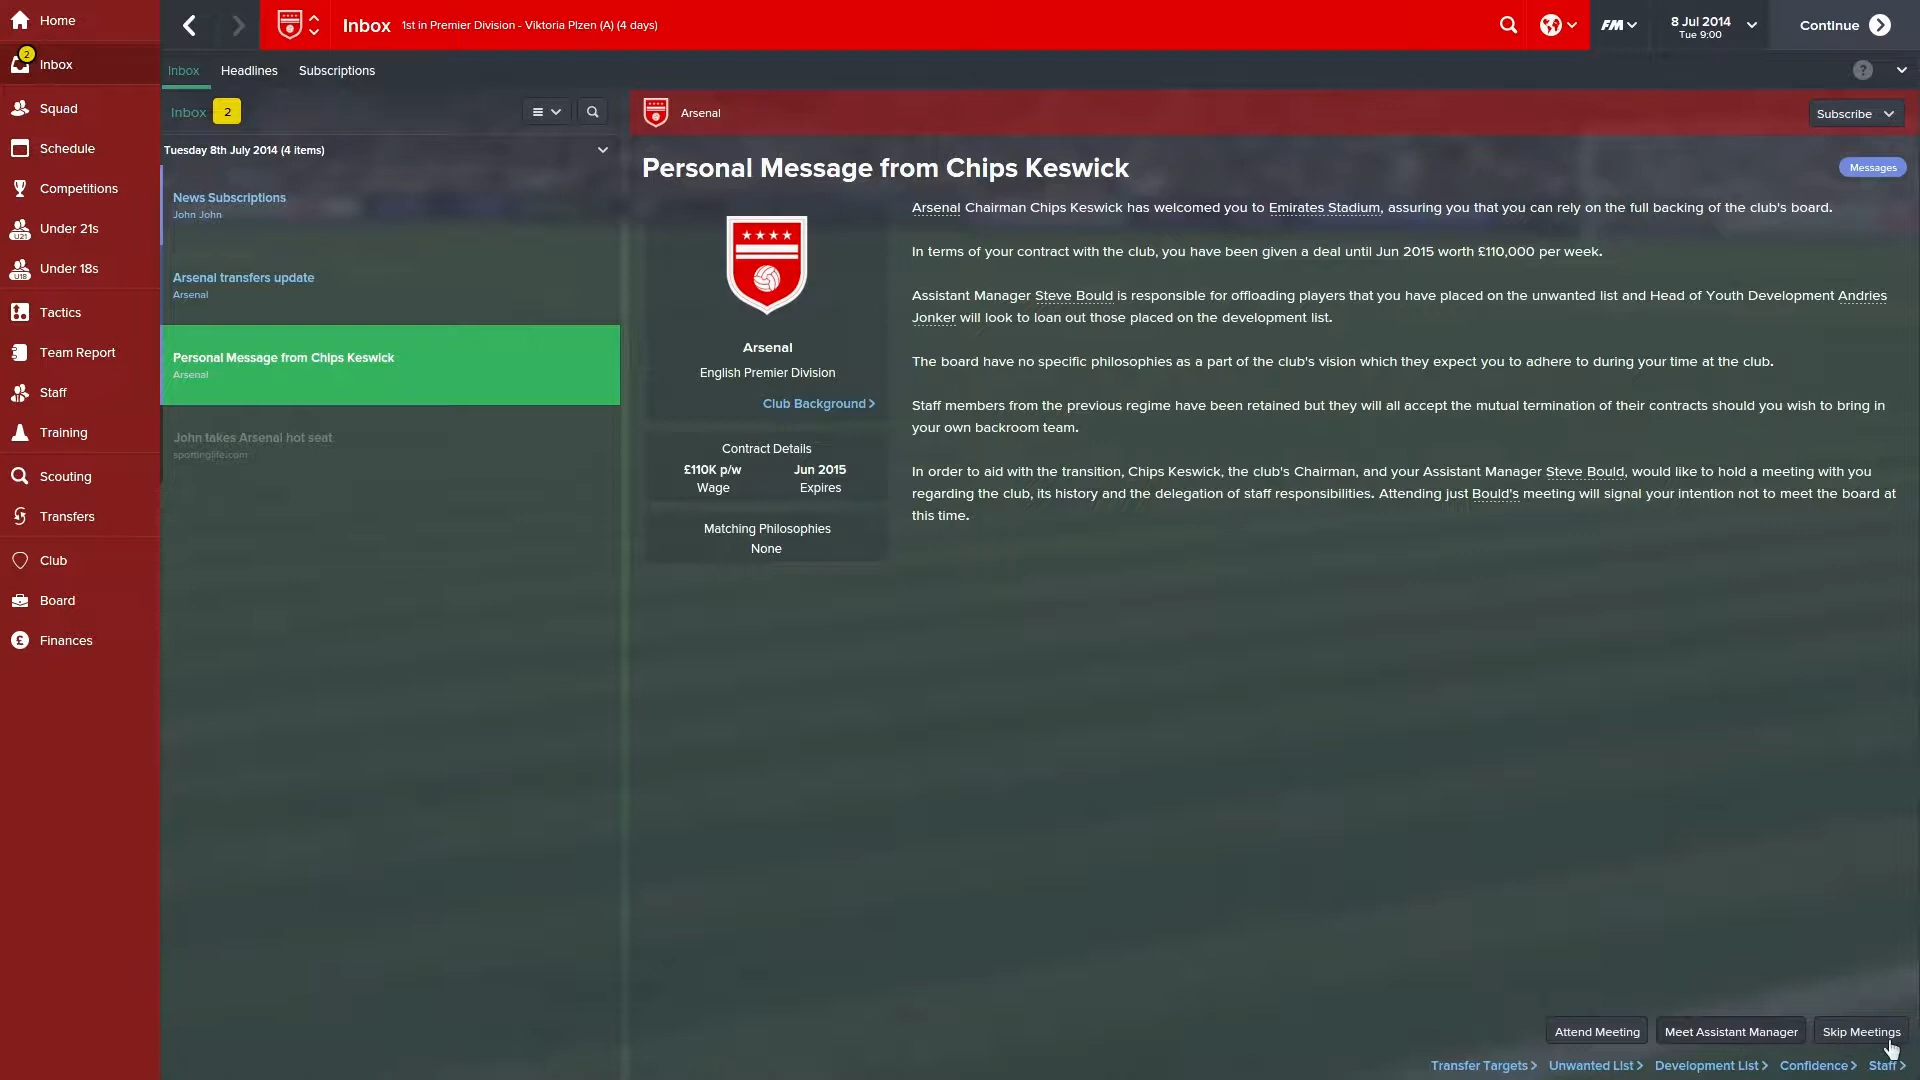 Home
2
Inbox
Squad
Schedule
Competitions
U21
Under 21s
U18
Under 18s
Tactics
Team Report
Staff
Training
Scouting
Transfers
Club
Board
£
Finances
Inbox
1st in Premier Division - Viktoria Plzen (A) (4 days)
FM
8 Jul 2014
Tue 9:00
Continue
Inbox Headlines Subscriptions
?
Inbox 2
Tuesday 8th July 2014 (4 items)
News Subscriptions
John John
Arsenal transfers update
Arsenal
Personal Message from Chips Keswick
Arsenal
John takes Arsenal hot seat
sportinglife.com
Arsenal
Subscribe
Personal Message from Chips Keswick
Messages
Arsenal
English Premier Division
Club Background >
Contract Details
£110K p/w Jun 2015
Wage Expires
Matching Philosophies
None
Arsenal Chairman Chips Keswick has welcomed you to Emirates Stadium, assuring you that you can rely on the full backing of the club's board.
In terms of your contract with the club, you have been given a deal until Jun 2015 worth £110,000 per week.
Assistant Manager Steve Bould is responsible for offloading players that you have placed on the unwanted list and Head of Youth Development Andries
Jonker will look to loan out those placed on the development list.
The board have no specific philosophies as a part of the club's vision which they expect you to adhere to during your time at the club.
Staff members from the previous regime have been retained but they will all accept the mutual termination of their contracts should you wish to bring in
your own backroom team.
In order to aid with the transition, Chips Keswick, the club's Chairman, and your Assistant Manager Steve Bould, would like to hold a meeting with you
regarding the club, its history and the delegation of staff responsibilities. Attending just Bould's meeting will signal your intention not to meet the board at
this time.
Attend Meeting Meet Assistant Manager Skip Meetings
Transfer Targets > Unwanted List > Development List > Confidence > Staff >